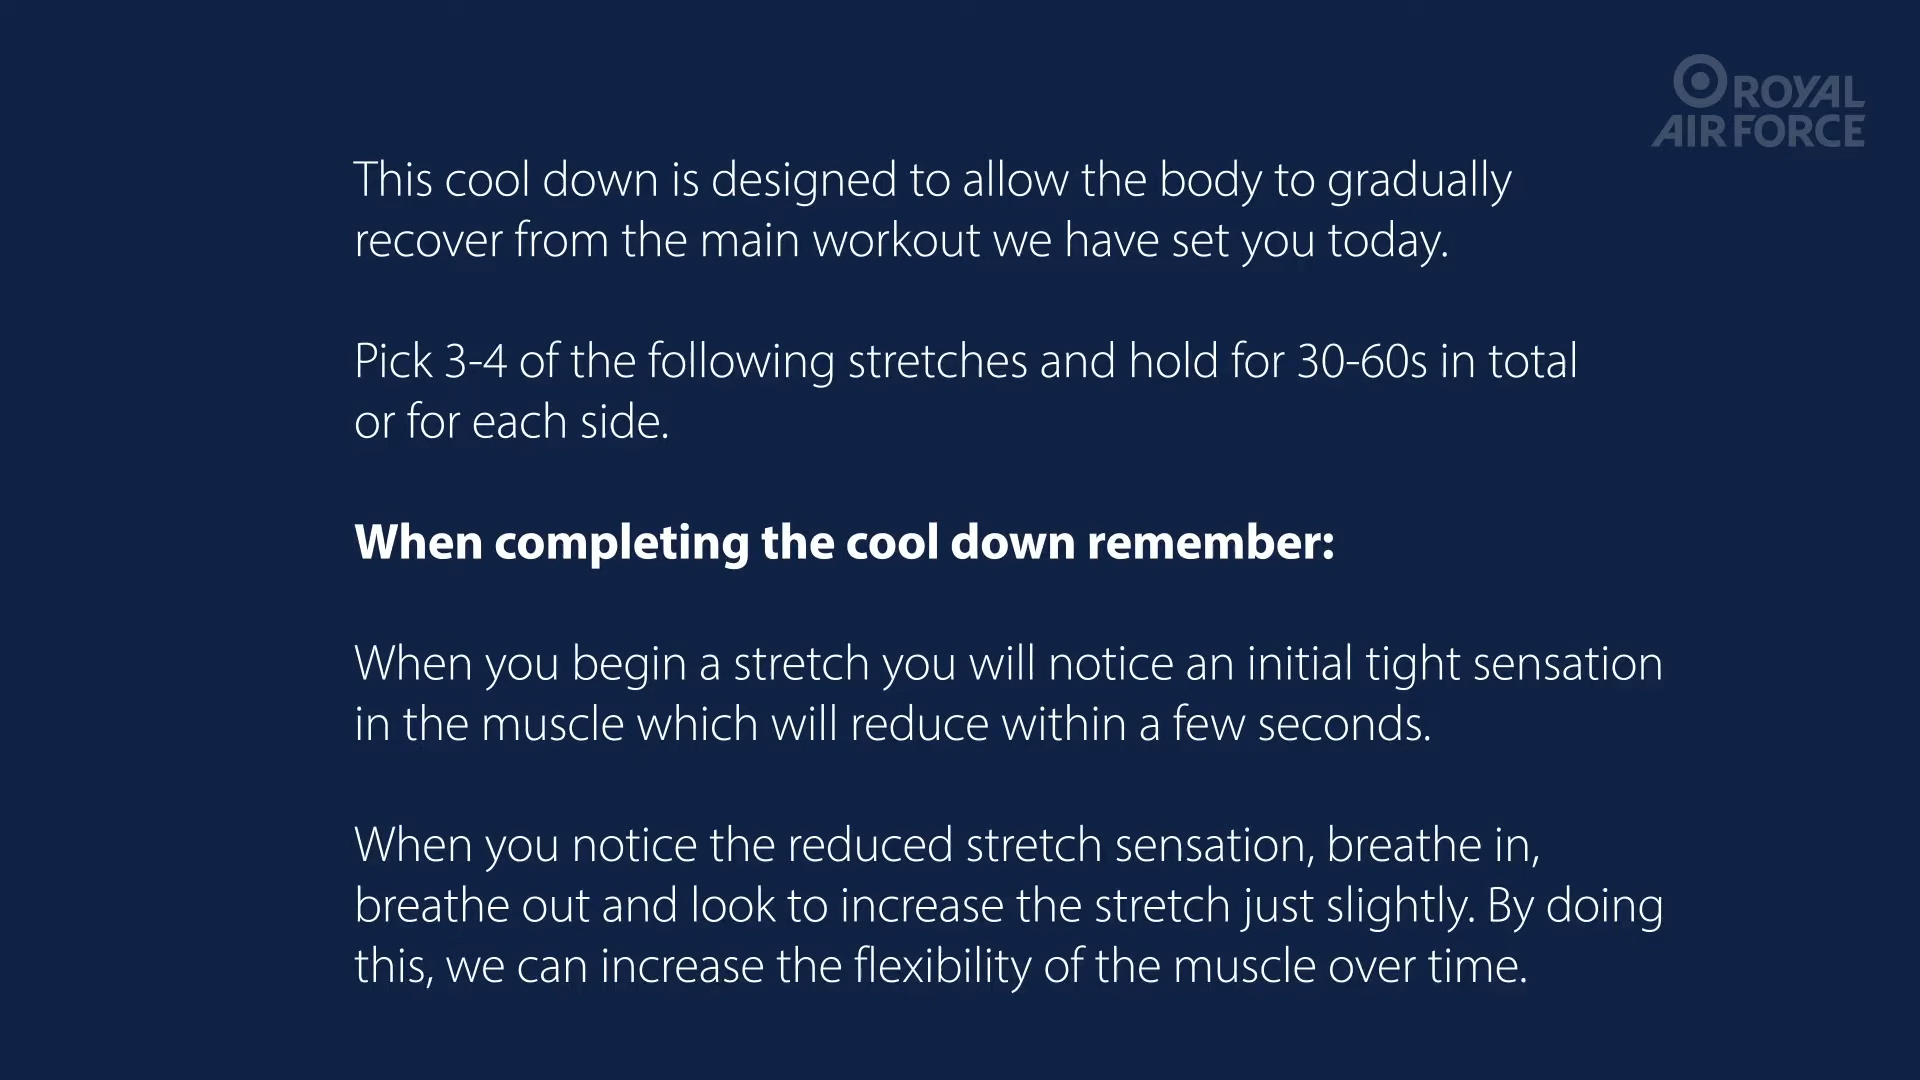 ROYAL
AIR FORCE
This cool down is designed to allow the body to gradually
recover from the main workout we have set you today.
Pick 3-4 of the following stretches and hold for 30-60s in total
or for each side.
When completing the cool down remember:
When you begin a stretch you will notice an initial tight sensation
in the muscle which will reduce within a few seconds.
When you notice the reduced stretch sensation, breathe in,
breathe out and look to increase the stretch just slightly. By doing
this, we can increase the flexibility of the muscle over time.